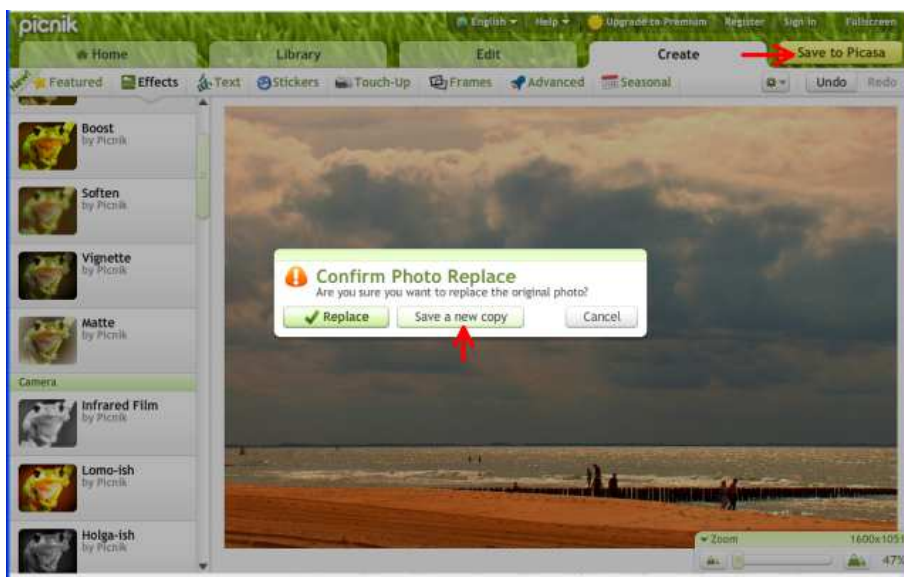 picnik
English Help Upgrade to Premium Register Sign in Fullscreen
Home Library Edit Create Save to Picasa
New! Featured Effects Text Stickers Touch-Up Frames Advanced Seasonal Undo Redo
Boost
by Picnik
Soften
by Picnik
Vignette
by Picnik
Matte
by Picnik
Camera
Infrared Film
by Picnik
Lomo-ish
by Picnik
Holga-ish
by Picnik
Confirm Photo Replace
Are you sure you want to replace the original photo?
Replace Save a new copy Cancel
Zoom
47%